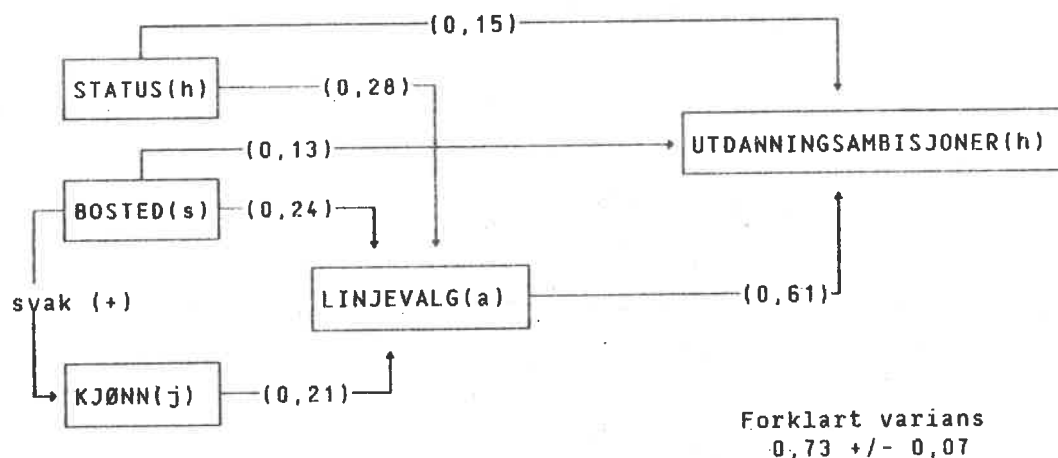 (0,15)
STATUS(h)
(0,28)
(0,13)
UTDANNINGSAMBISJONER(h)
BOSTED(s)
(0,24)
LINJEVALG(a)
(0,61)
svak (+)
KJØNN(j)
(0,21)
Forklart varians
0,73 +/- 0,07